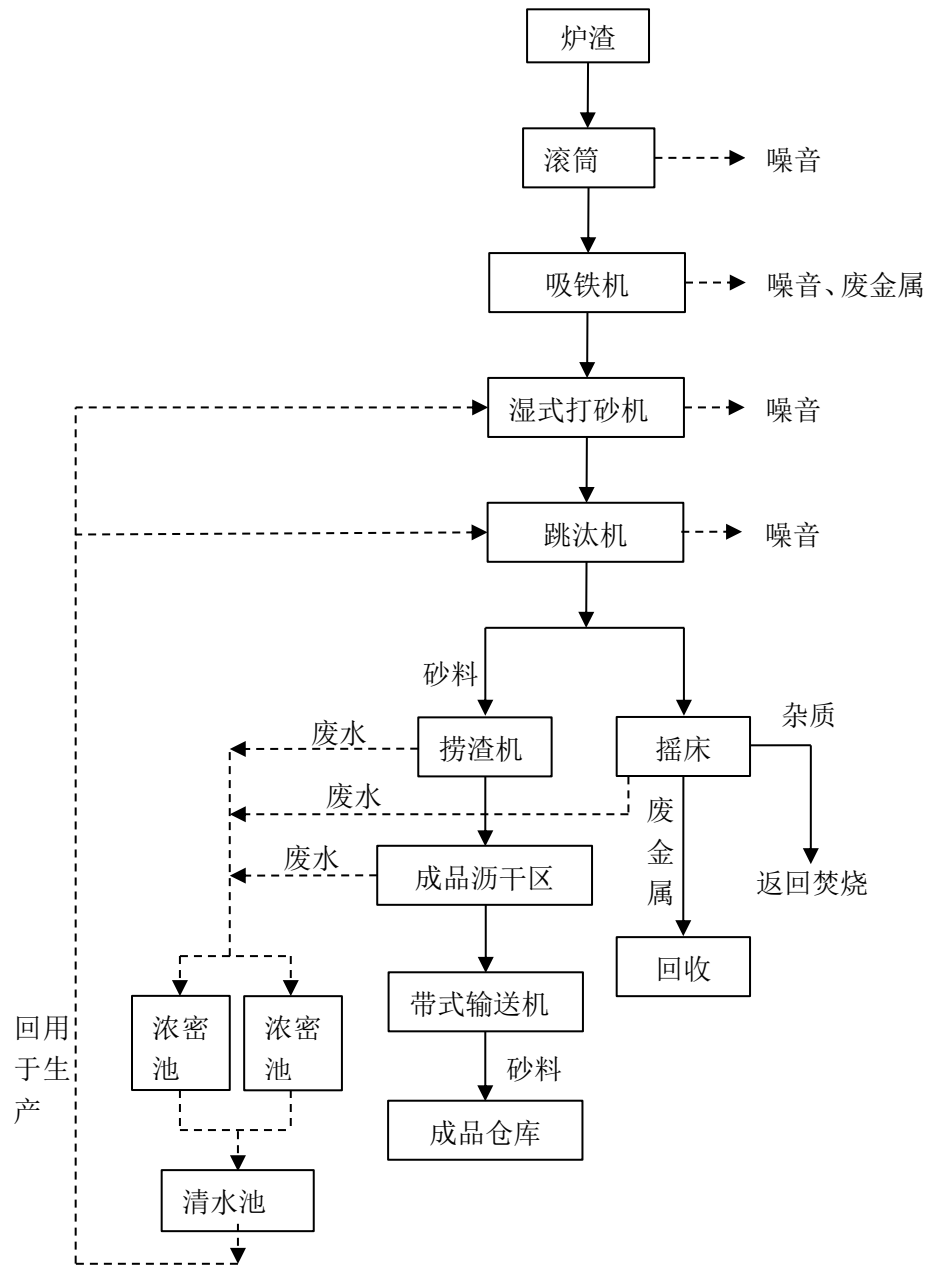 炉渣
滚筒
噪音
吸铁机
噪音、废金属
湿式打砂机
噪音
跳汰机
噪音
砂料
杂质
废水
捞渣机
摇床
废水
废金属
废水
成品沥干区
返回焚烧
回收
带式输送机
浓密
池
浓密
池
回用
于生
产
砂料
成品仓库
清水池